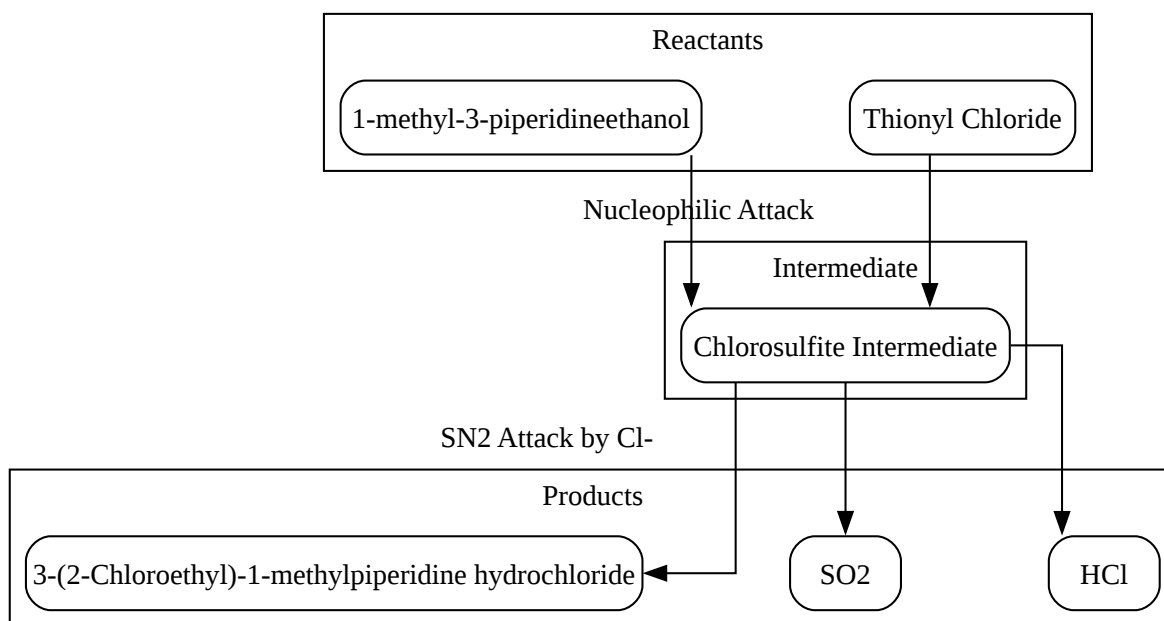 Reactants
1-methyl-3-piperidineethanol
Thionyl Chloride
Nucleophilic Attack
Intermediate
Chlorosulfite Intermediate
SN2 Attack by Cl-
Products
3-(2-Chloroethyl)-1-methylpiperidine hydrochloride
SO2
HCl